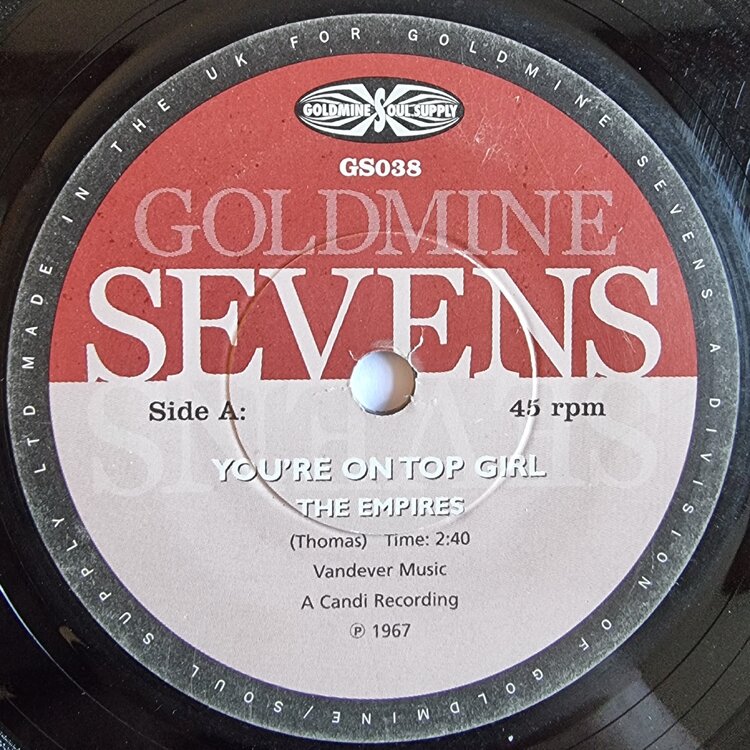 MADE IN THE UK FOR GOLDMINE SEVENS A DIVISION OF GOLDMINE/SOUL SUPPLY LTD
GOLDMINE SOUL SUPPLY
GS038
GOLDMINE
SEVENS
SEVENS
Side A:
45 rpm
YOU'RE ON TOP GIRL
THE EMPIRES
(Thomas) Time: 2:40
Vandever Music
A Candi Recording
℗ 1967